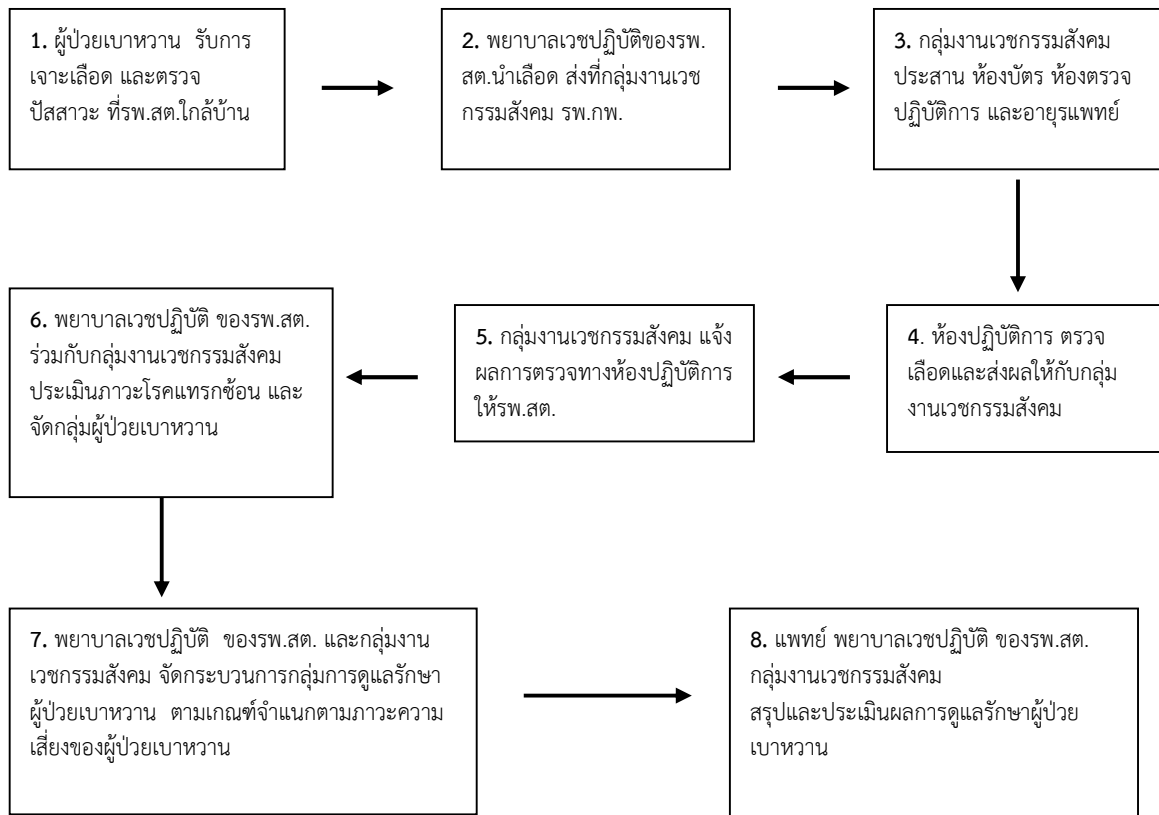 1. ผู้ป่วยเบาหวาน รับการ
เจาะเลือด และตรวจ
ปัสสาวะ ที่รพ.สต.ใกล้บ้าน
2. พยาบาลเวชปฏิบัติของรพ.
สต.นำเลือด ส่งที่กลุ่มงานเวช
กรรมสังคม รพ.กพ.
3. กลุ่มงานเวชกรรมสังคม
ประสาน ห้องบัตร ห้องตรวจ
ปฏิบัติการ และอายุรแพทย์
4. ห้องปฏิบัติการ ตรวจ
เลือดและส่งผลให้กับกลุ่ม
งานเวชกรรมสังคม
5. กลุ่มงานเวชกรรมสังคม แจ้ง
ผลการตรวจทางห้องปฏิบัติการ
ให้รพ.สต.
6. พยาบาลเวชปฏิบัติ ของรพ.สต.
ร่วมกับกลุ่มงานเวชกรรมสังคม
ประเมินภาวะโรคแทรกซ้อน และ
จัดกลุ่มผู้ป่วยเบาหวาน
7. พยาบาลเวชปฏิบัติ ของรพ.สต. และกลุ่มงาน
เวชกรรมสังคม จัดกระบวนการกลุ่มการดูแลรักษา
ผู้ป่วยเบาหวาน ตามเกณฑ์จำแนกตามภาวะความ
เสี่ยงของผู้ป่วยเบาหวาน
8. แพทย์ พยาบาลเวชปฏิบัติ ของรพ.สต.
กลุ่มงานเวชกรรมสังคม
สรุปและประเมินผลการดูแลรักษาผู้ป่วย
เบาหวาน